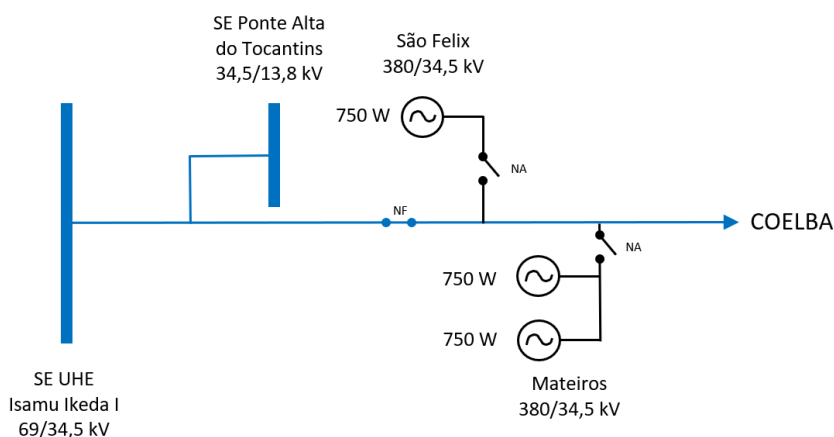 SE Ponte Alta
do Tocantins
34,5/13,8 kV
São Felix
380/34,5 kV
750 W
NA
NF
COELBA
NA
750 W
750 W
SE UHE
Isamu Ikeda I
69/34,5 kV
Mateiros
380/34,5 kV